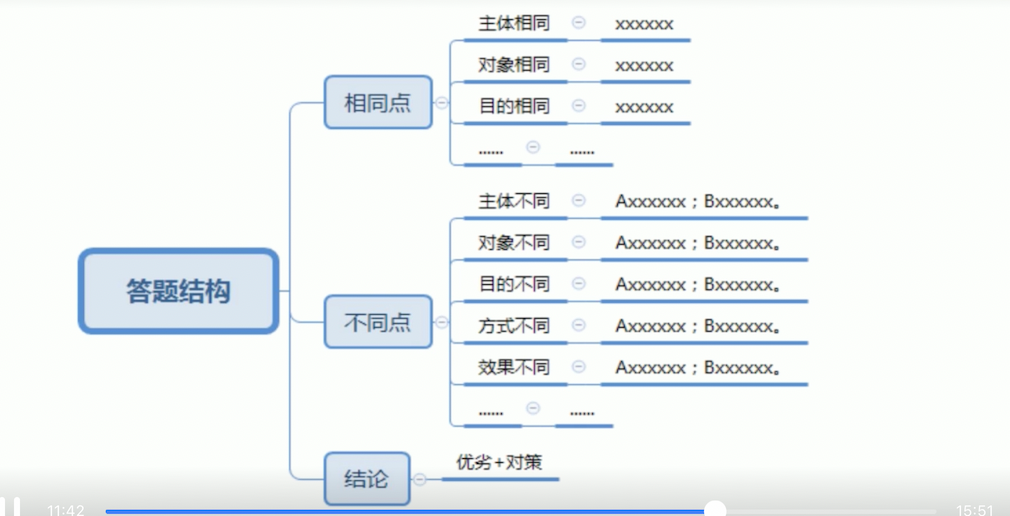 主体相同 xxxxxx
对象相同 xxxxxx
相同点
目的相同 xxxxxx
...... ......
主体不同 Axxxxxx；Bxxxxxx。
对象不同 Axxxxxx；Bxxxxxx。
答题结构
目的不同 Axxxxxx；Bxxxxxx。
不同点
方式不同 Axxxxxx；Bxxxxxx。
效果不同 Axxxxxx；Bxxxxxx。
...... ......
结论 优劣+对策
11:42 15:51